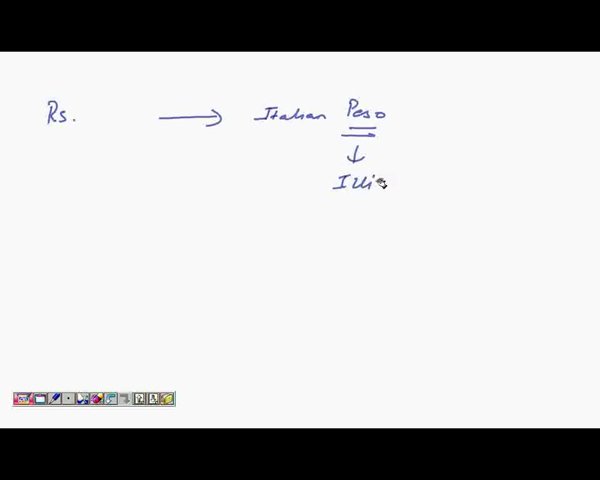 Rs. → Italian Peso
↓
Illi